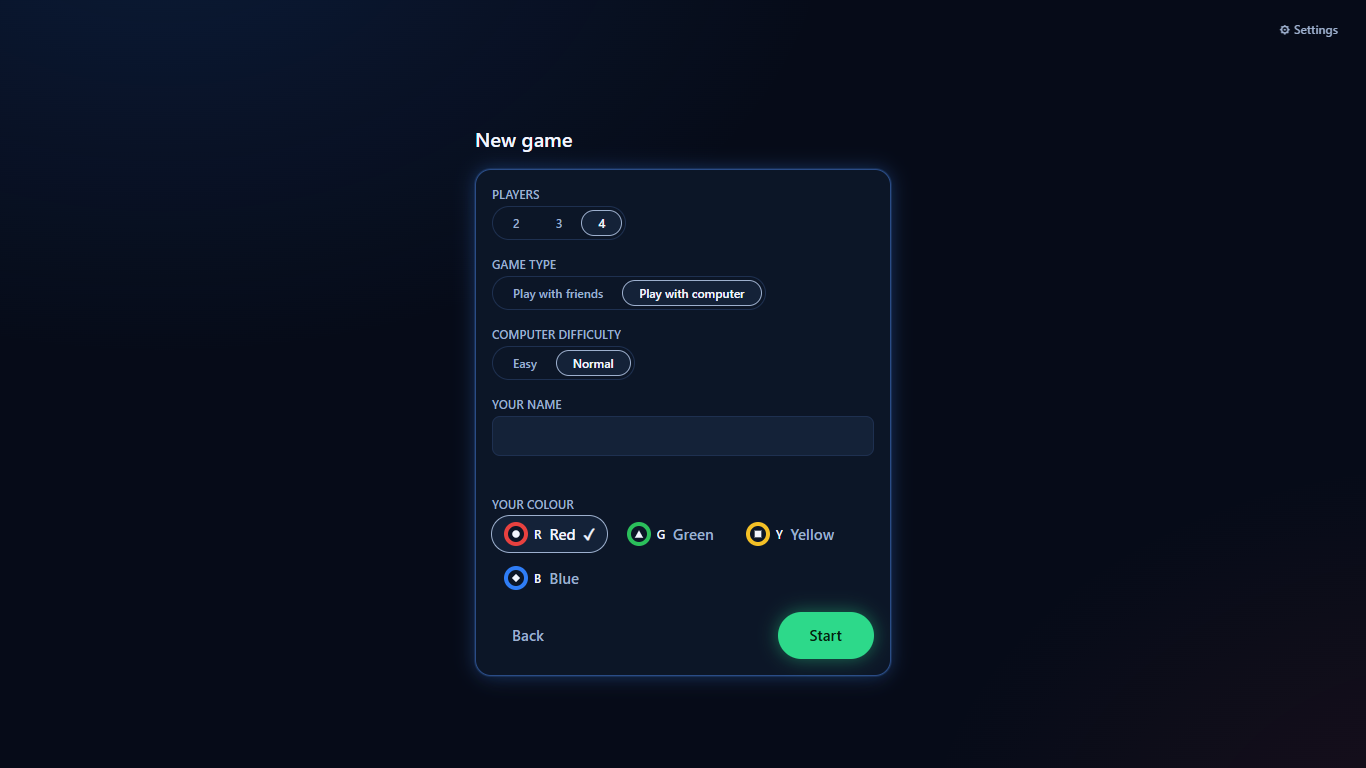 ⚙ Settings
New game
PLAYERS
2 3 4
GAME TYPE
Play with friends Play with computer
COMPUTER DIFFICULTY
Easy Normal
YOUR NAME
YOUR COLOUR
R Red ✓ G Green Y Yellow
B Blue
Back Start